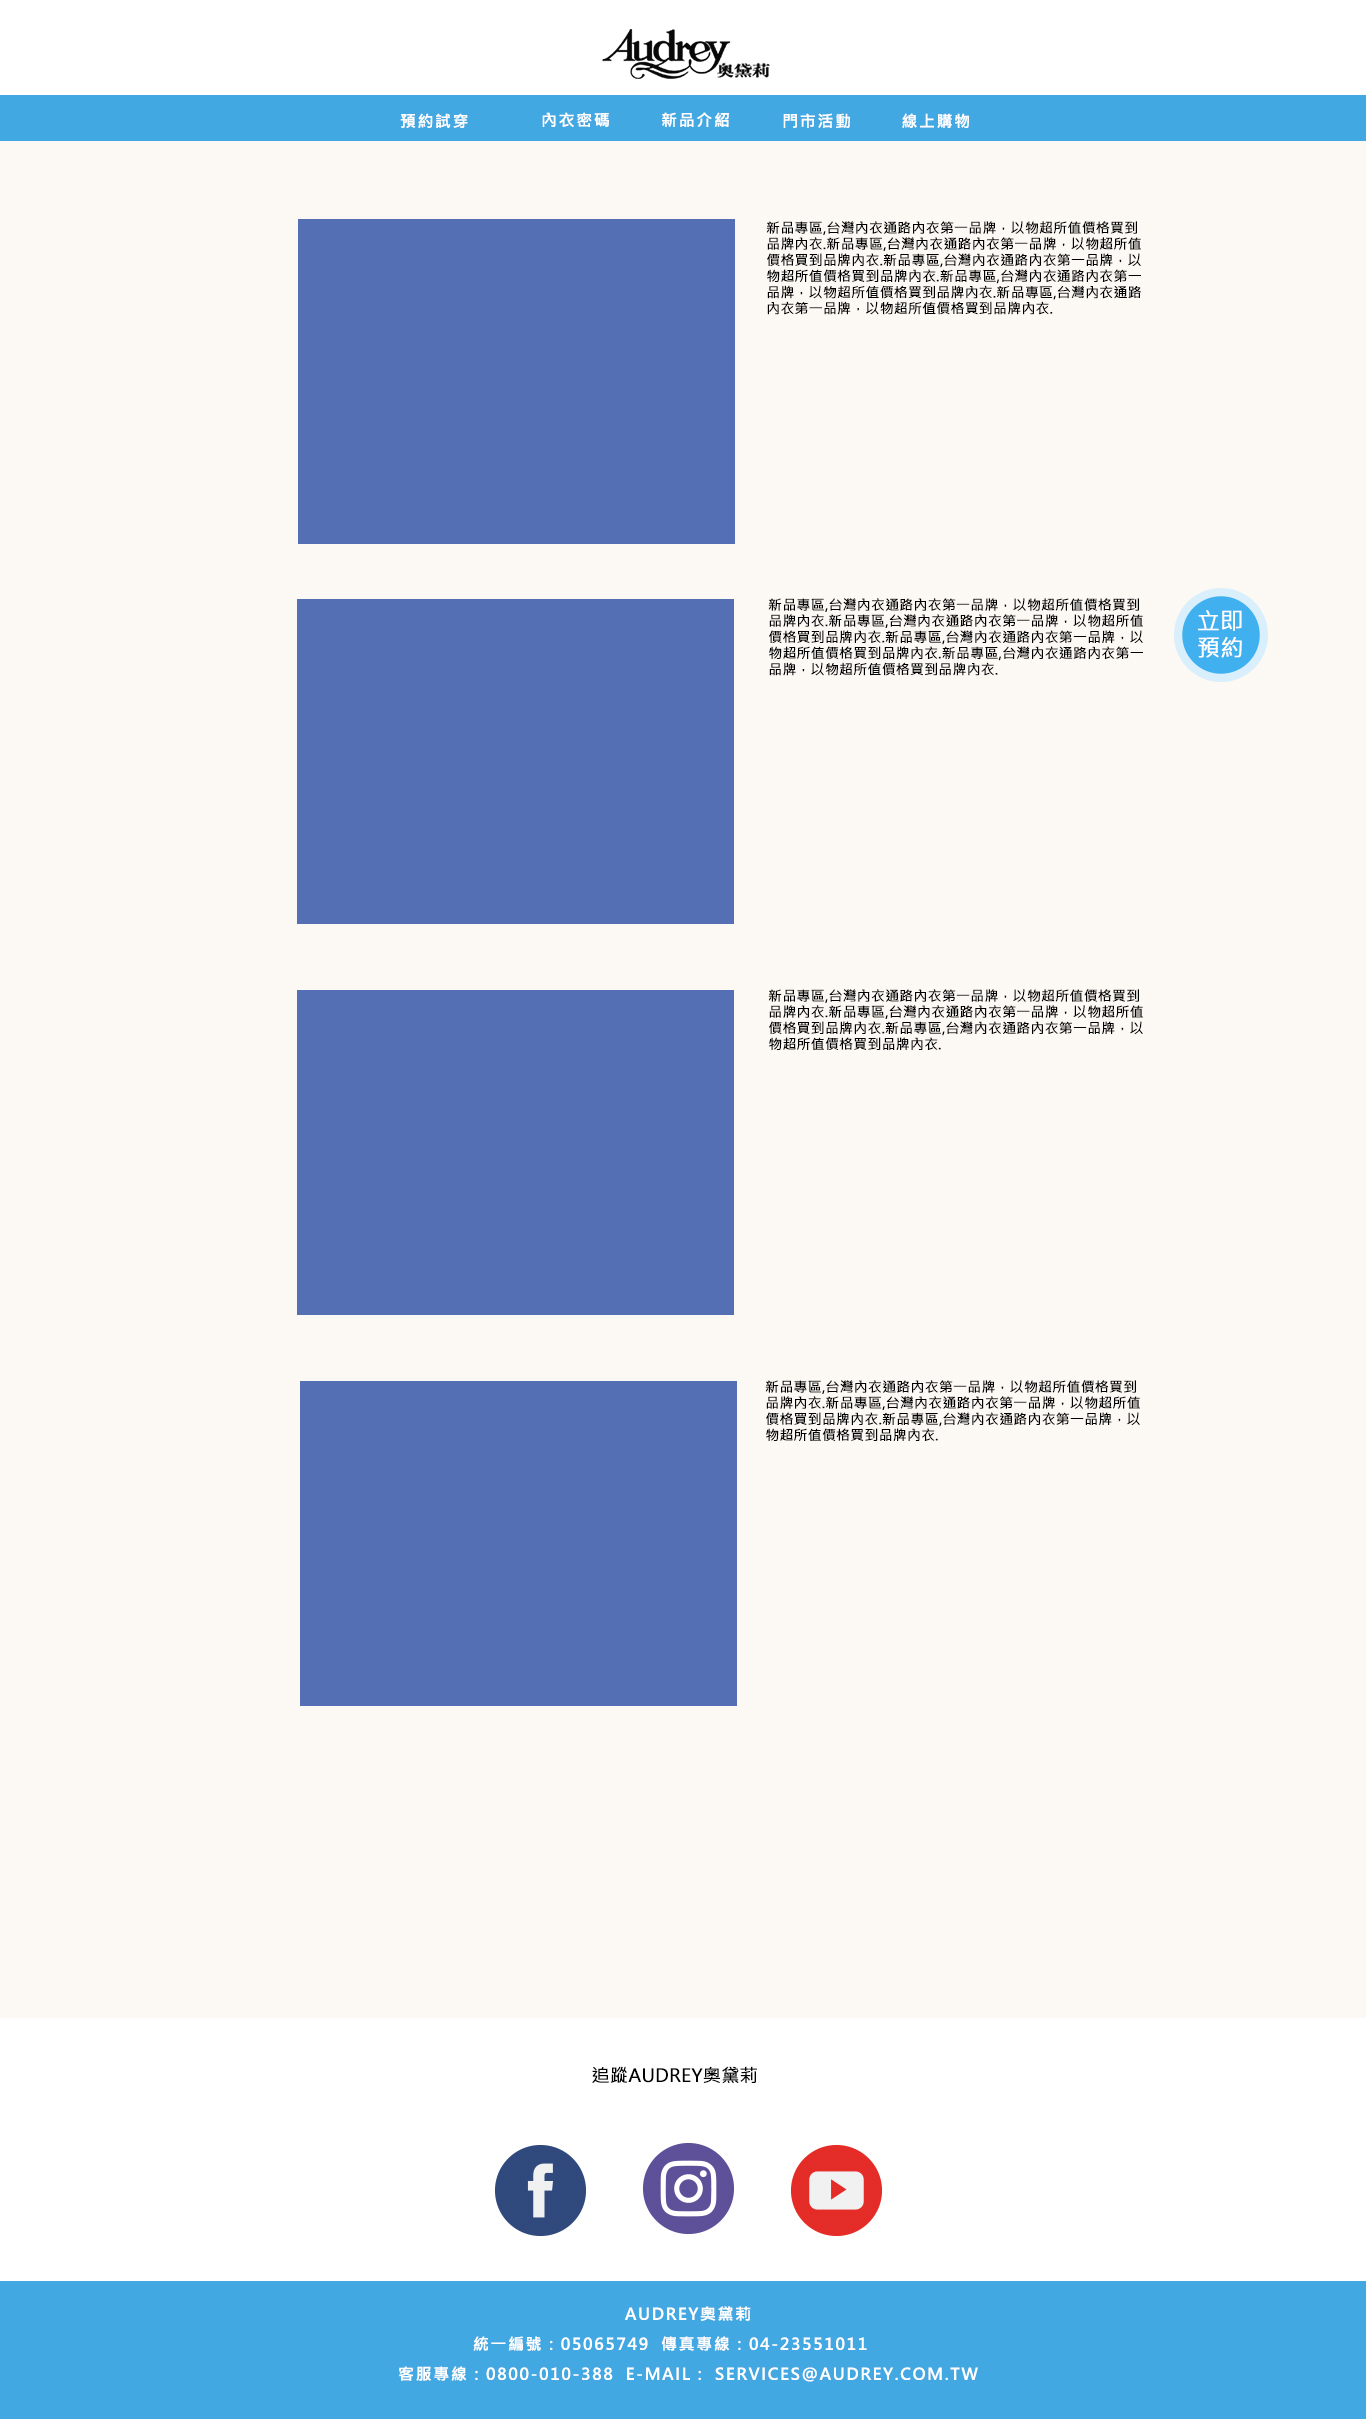 Audrey奧黛莉
預約試穿 內衣密碼 新品介紹 門市活動 線上購物
新品專區,台灣內衣通路內衣第一品牌，以物超所值價格買到
品牌內衣.新品專區,台灣內衣通路內衣第一品牌，以物超所值
價格買到品牌內衣.新品專區,台灣內衣通路內衣第一品牌，以
物超所值價格買到品牌內衣.新品專區,台灣內衣通路內衣第一
品牌，以物超所值價格買到品牌內衣.新品專區,台灣內衣通路
內衣第一品牌，以物超所值價格買到品牌內衣.
新品專區,台灣內衣通路內衣第一品牌，以物超所值價格買到
品牌內衣.新品專區,台灣內衣通路內衣第一品牌，以物超所值
價格買到品牌內衣.新品專區,台灣內衣通路內衣第一品牌，以
物超所值價格買到品牌內衣.新品專區,台灣內衣通路內衣第一
品牌，以物超所值價格買到品牌內衣.
立即
預約
新品專區,台灣內衣通路內衣第一品牌，以物超所值價格買到
品牌內衣.新品專區,台灣內衣通路內衣第一品牌，以物超所值
價格買到品牌內衣.新品專區,台灣內衣通路內衣第一品牌，以
物超所值價格買到品牌內衣.
新品專區,台灣內衣通路內衣第一品牌，以物超所值價格買到
品牌內衣.新品專區,台灣內衣通路內衣第一品牌，以物超所值
價格買到品牌內衣.新品專區,台灣內衣通路內衣第一品牌，以
物超所值價格買到品牌內衣.
追蹤AUDREY奧黛莉
AUDREY奧黛莉
統一編號：05065749 傳真專線：04-23551011
客服專線：0800-010-388 E-MAIL： SERVICES@AUDREY.COM.TW